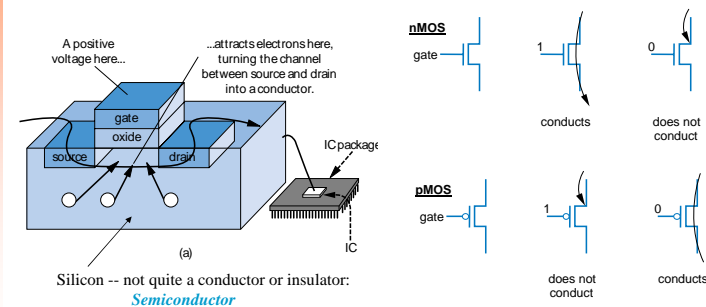 A positive
voltage here...
...attracts electrons here,
turning the channel
between source and drain
into a conductor.
gate
oxide
source
drain
IC package
IC
(a)
Silicon -- not quite a conductor or insulator:
Semiconductor
nMOS
gate
1
conducts
0
does not
conduct
pMOS
gate
1
does not
conduct
0
conducts